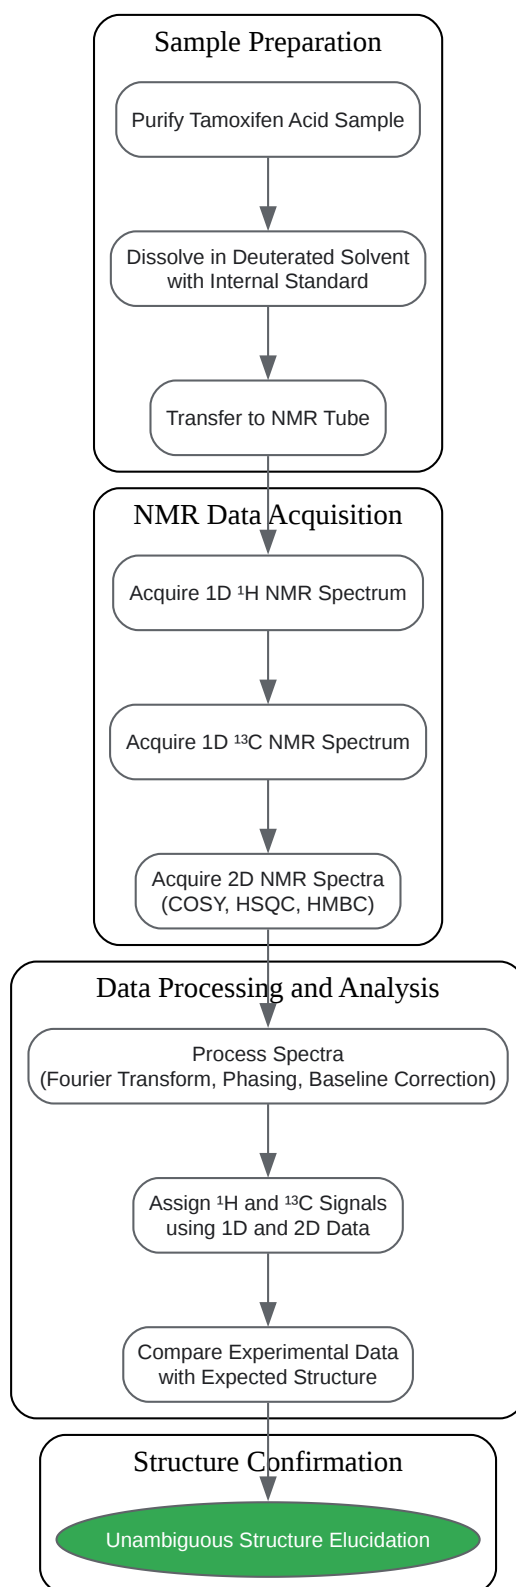 Sample Preparation
Purify Tamoxifen Acid Sample
Dissolve in Deuterated Solvent
with Internal Standard
Transfer to NMR Tube
NMR Data Acquisition
Acquire 1D ¹H NMR Spectrum
Acquire 1D ¹³C NMR Spectrum
Acquire 2D NMR Spectra
(COSY, HSQC, HMBC)
Data Processing and Analysis
Process Spectra
(Fourier Transform, Phasing, Baseline Correction)
Assign ¹H and ¹³C Signals
using 1D and 2D Data
Compare Experimental Data
with Expected Structure
Structure Confirmation
Unambiguous Structure Elucidation